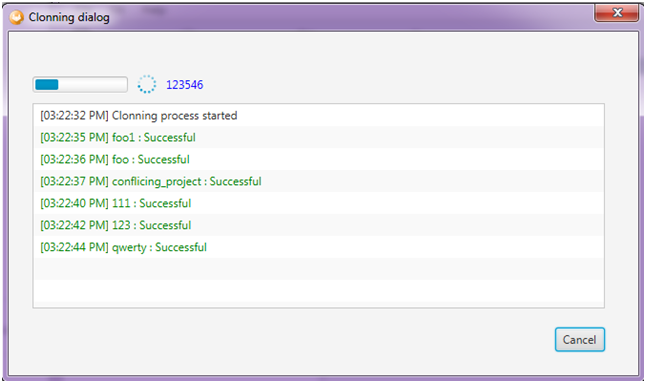 Clonning dialog
123546
[03:22:32 PM] Clonning process started
[03:22:35 PM] foo1 : Successful
[03:22:36 PM] foo : Successful
[03:22:37 PM] conflicing_project : Successful
[03:22:40 PM] 111 : Successful
[03:22:42 PM] 123 : Successful
[03:22:44 PM] qwerty : Successful
Cancel